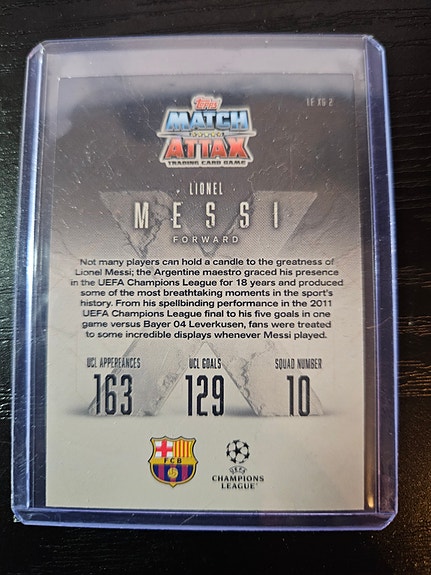 LE XG 2
Topps
MATCH
ATTAX
TRADING CARD GAME
LIONEL
MESSI
FORWARD
Not many players can hold a candle to the greatness of
Lionel Messi; the Argentine maestro graced his presence
in the UEFA Champions League for 18 years and produced
some of the most breathtaking moments in the sport's
history. From his spellbinding performance in the 2011
UEFA Champions League final to his five goals in one
game versus Bayer 04 Leverkusen, fans were treated
to some incredible displays whenever Messi played.
UCL APPEREANCES UCL GOALS SQUAD NUMBER
163 129 10
FCB
UEFA
CHAMPIONS
LEAGUE